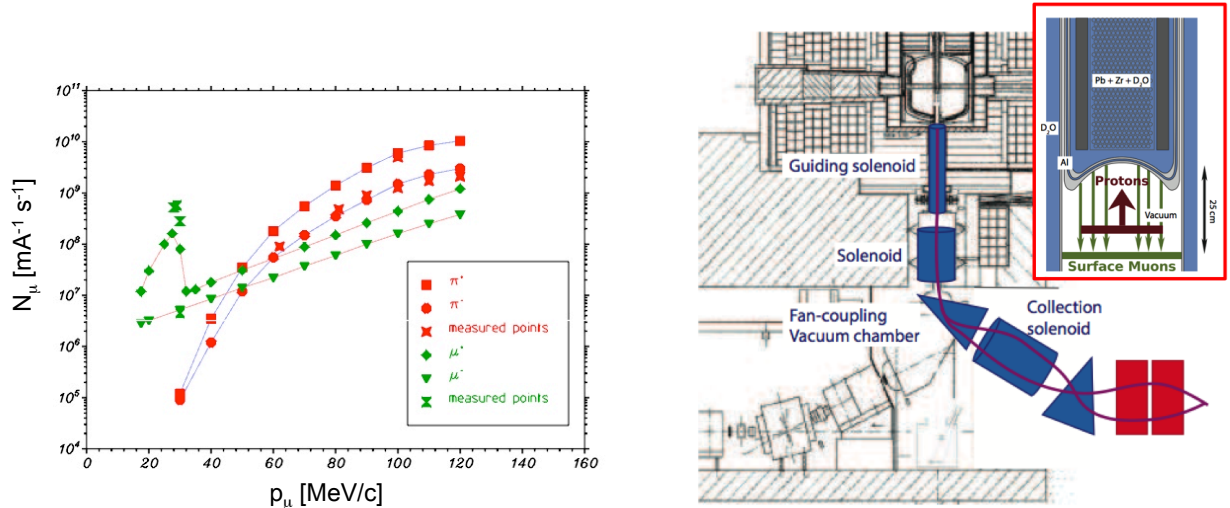 N_μ [mA⁻¹ s⁻¹]
10¹¹
10¹⁰
10⁹
10⁸
10⁷
10⁶
10⁵
10⁴
0
20
40
60
80
100
120
140
160
p_μ [MeV/c]
π⁺
π⁻
measured points
μ⁺
μ⁻
measured points
Guiding solenoid
Solenoid
Fan-coupling
Vacuum chamber
Collection
solenoid
Pb + Zr + D₂O
D₂O
Al
Protons
Vacuum
25 cm
Surface Muons